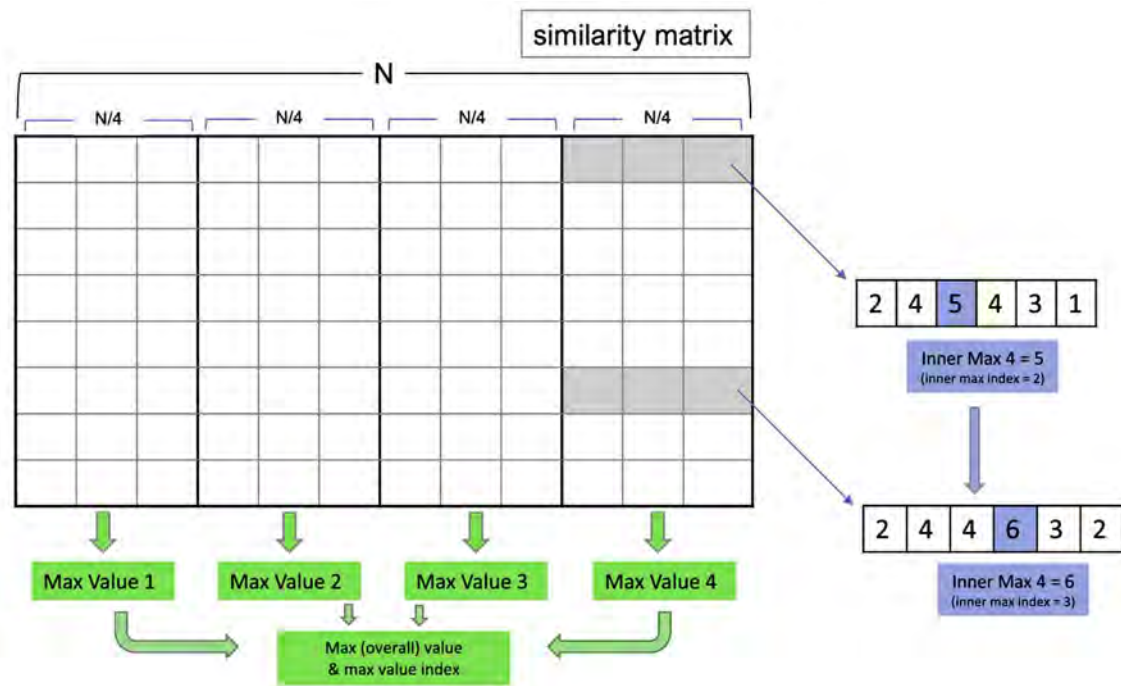 similarity matrix
N
N/4 N/4 N/4 N/4
2 4 5 4 3 1
Inner Max 4 = 5
(inner max index = 2)
2 4 4 6 3 2
Inner Max 4 = 6
(inner max index = 3)
Max Value 1 Max Value 2 Max Value 3 Max Value 4
Max (overall) value
& max value index